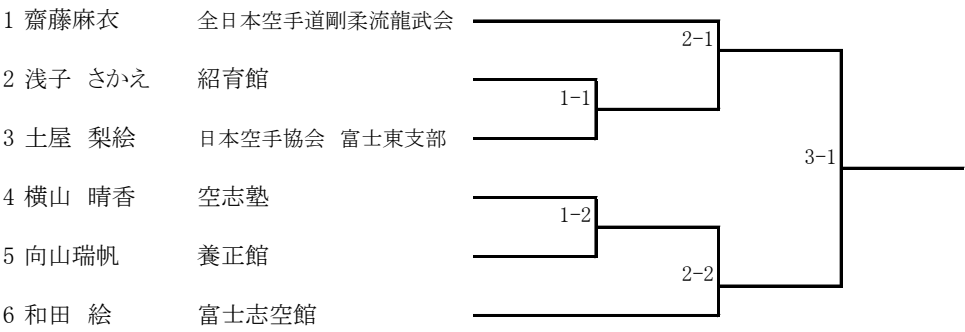 1 齋藤麻衣 全日本空手道剛柔流龍武会
2-1
2 浅子 さかえ 紹育館
1-1
3 土屋 梨絵 日本空手協会 富士東支部
3-1
4 横山 晴香 空志塾
1-2
5 向山瑞帆 養正館
2-2
6 和田 絵 富士志空館